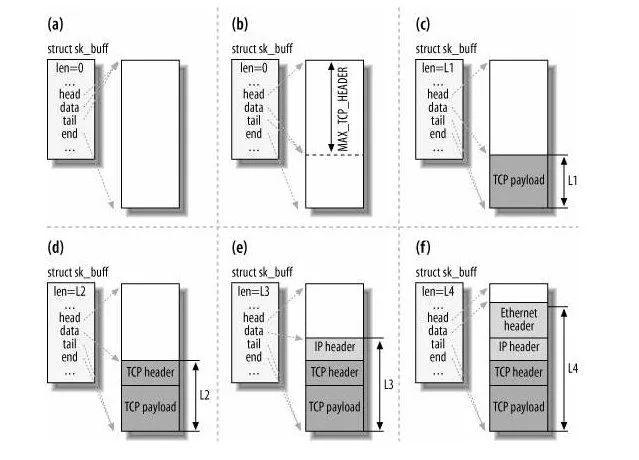 (a)
struct sk_buff
len=0
...
head
data
tail
end
...
(b)
struct sk_buff
len=0
...
head
data
tail
end
...
MAX_TCP_HEADER
(c)
struct sk_buff
len=L1
...
head
data
tail
end
...
TCP payload
L1
(d)
struct sk_buff
len=L2
...
head
data
tail
end
...
TCP header
TCP payload
L2
(e)
struct sk_buff
len=L3
...
head
data
tail
end
...
IP header
TCP header
TCP payload
L3
(f)
struct sk_buff
len=L4
...
head
data
tail
end
...
Ethernet
header
IP header
TCP header
TCP payload
L4